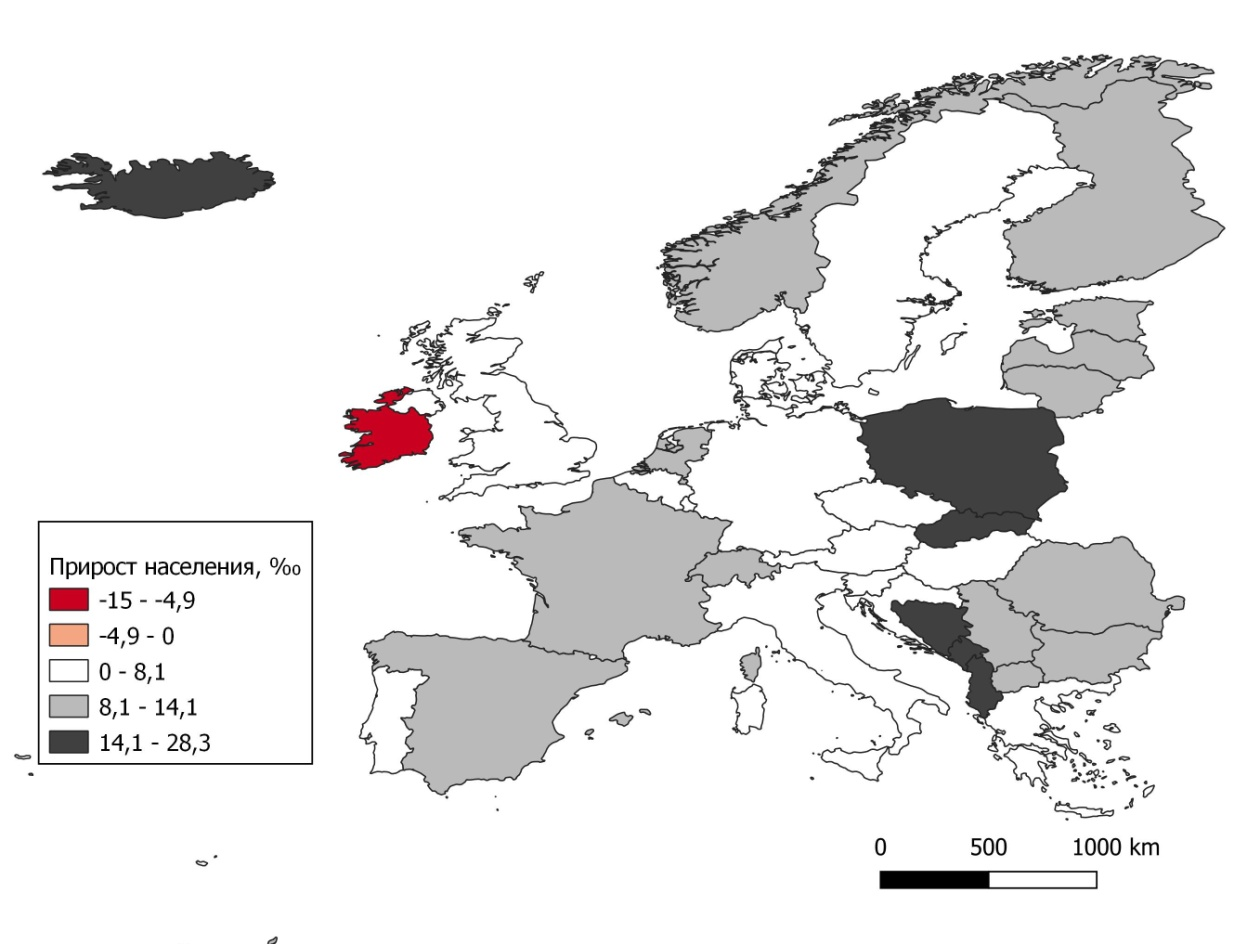 Прирост населения, ‰
-15 - -4,9
-4,9 - 0
0 - 8,1
8,1 - 14,1
14,1 - 28,3
0 500 1000 km